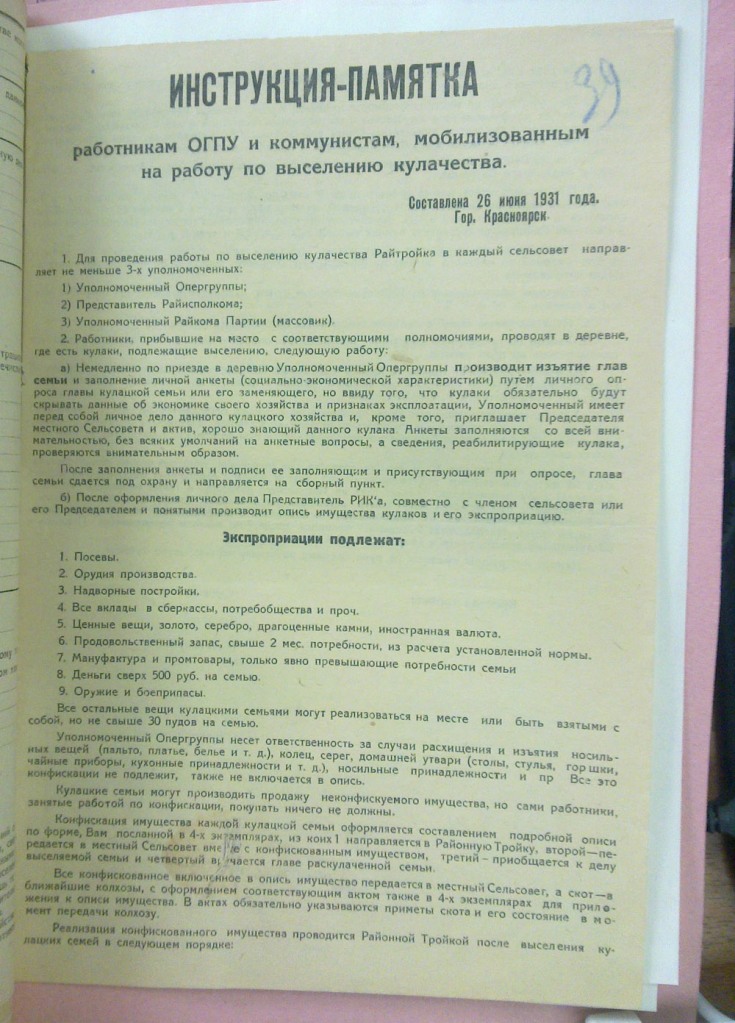 39
ИНСТРУКЦИЯ-ПАМЯТКА
работникам ОГПУ и коммунистам, мобилизованным
на работу по выселению кулачества.
Составлена 26 июня 1931 года.
Гор. Красноярск
1. Для проведения работы по выселению кулачества Райтройка в каждый сельсовет направ-
ляет не меньше 3-х уполномоченных:
1) Уполномоченный Опергруппы;
2) Представитель Райисполкома;
3) Уполномоченный Райкома Партии (массовик).
2. Работники, прибывшие на масто с соответствующими полномочиями, проводят в деревне,
где есть кулаки, подлежащие выселению, следующую работу:
а) Немедленно по приезде в деревню Уполномоченный Опергруппы производит изъятие глав
семьи и заполнение личной анкеты (социально-экономической характеристики) путем личного оп-
роса главы кулацкой семьи или его заменяющего, но ввиду того, что кулаки обязательно будут
скрывать данные об экономике своего хозяйства и признаках эксплоатации, Уполномоченный имеет
перед собой личное дело данного кулацкого хозяйства и, кроме того, приглашает Председателя
местного Сельсовета и актив, хорошо знающий данного кулака Анкеты заполняются со всей вни-
мательностью, без всяких умолчаний на анкетные вопросы, а сведения, реабилитирующие кулака,
проверяются внимательным образом.
После заполнения анкеты и подписи ее заполняющим и присутствующим при опросе, глава
семьи сдается под охрану и направляется на сборный пункт.
б) После оформления личного дела Представитель РИК'а, совместно с членом сельсовета или
его Председателем и понятыми производит опись имущества кулаков и его экспроприацию.
Экспроприации подлежат:
1. Посевы.
2. Орудия производства.
3. Надворные постройки.
4. Все вклады в сберкассы, потребобщества и проч.
5. Ценные вещи, золото, серебро, драгоценные камни, иностранная валюта.
6. Продовольственный запас, свыше 2 мес. потребности, из расчета установленной нормы.
7. Мануфактура и промтовары, только явно превышающие потребности семьи
8. Деньги сверх 500 руб. на семью.
9. Оружие и боеприпасы.
Все остальные вещи кулацкими семьями могут реализоваться на месте или быть взятыми с
собой, но не свыше 30 пудов на семью.
Уполномоченный Опергруппы несет ответственность за случаи расхищения и изъятия носиль-
ных вещей (пальто, платье, белье и т. д.), колец, серег, домашней утвари (столы, стулья, горшки,
чайные приборы, кухонные принадлежности и т. д.), носильные принадлежности и пр Все это
конфискации не подлежит, также не включается в опись.
Кулацкие семьи могут производить продажу неконфискуемого имущества, но сами работники,
занятые работой по конфискации, покупать ничего не должны.
Конфискация имущества каждой кулацкой семьи оформляется составлением подробной описи
по форме, Вам посланной в 4-х экземплярах, из коих 1 направляется в Районную Тройку, второй—пе-
редается в местный Сельсовет вместе с конфискованным имуществом, третий — приобщается к делу
выселяемой семьи и четвертый вручается главе раскулаченной семьи.
Все конфискованное включенное в опись имущество передается в местный Сельсовет, а скот—а
ближайшие колхозы, с оформлением соответствующим актом также в 4-х экземплярах для прило-
жения к описи имущества. В актах обязательно указываются приметы скота и его состояние в мо-
мент передачи колхозу.
Реализация конфискованного имущества проводится Районной Тройкой после выселения ку-
лацких семей в следующем порядке: